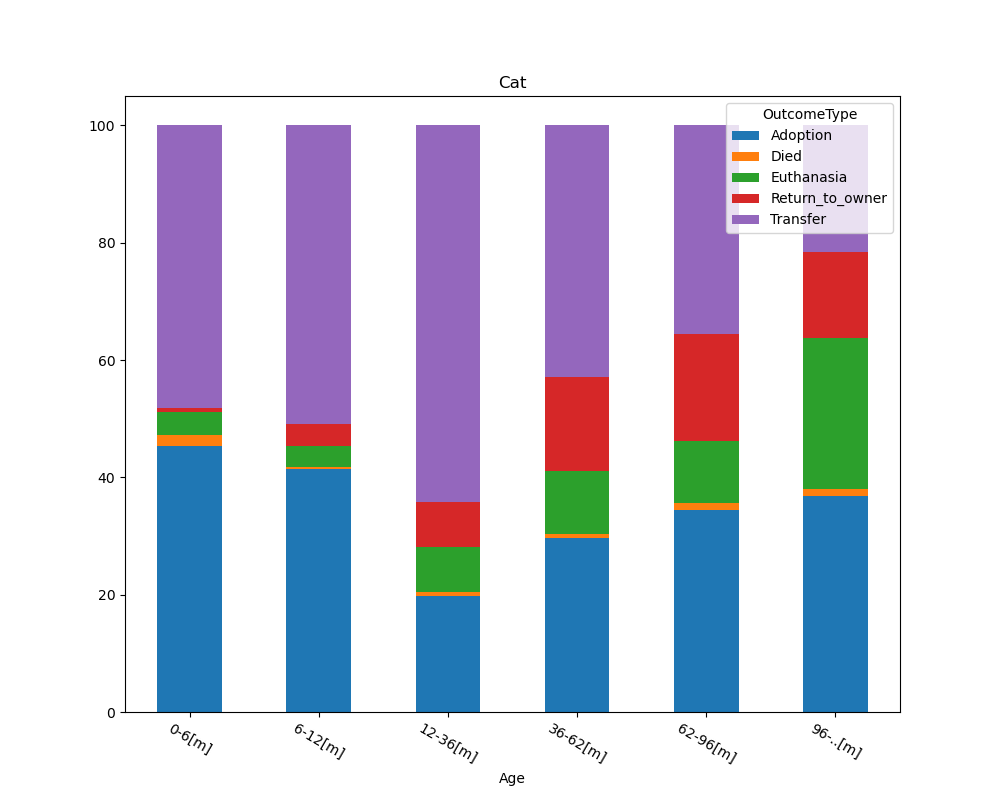 Cat
OutcomeType
Adoption
Died
Euthanasia
Return_to_owner
Transfer
100
80
60
40
20
0
0-6[m]
6-12[m]
12-36[m]
36-62[m]
62-96[m]
96-..[m]
Age